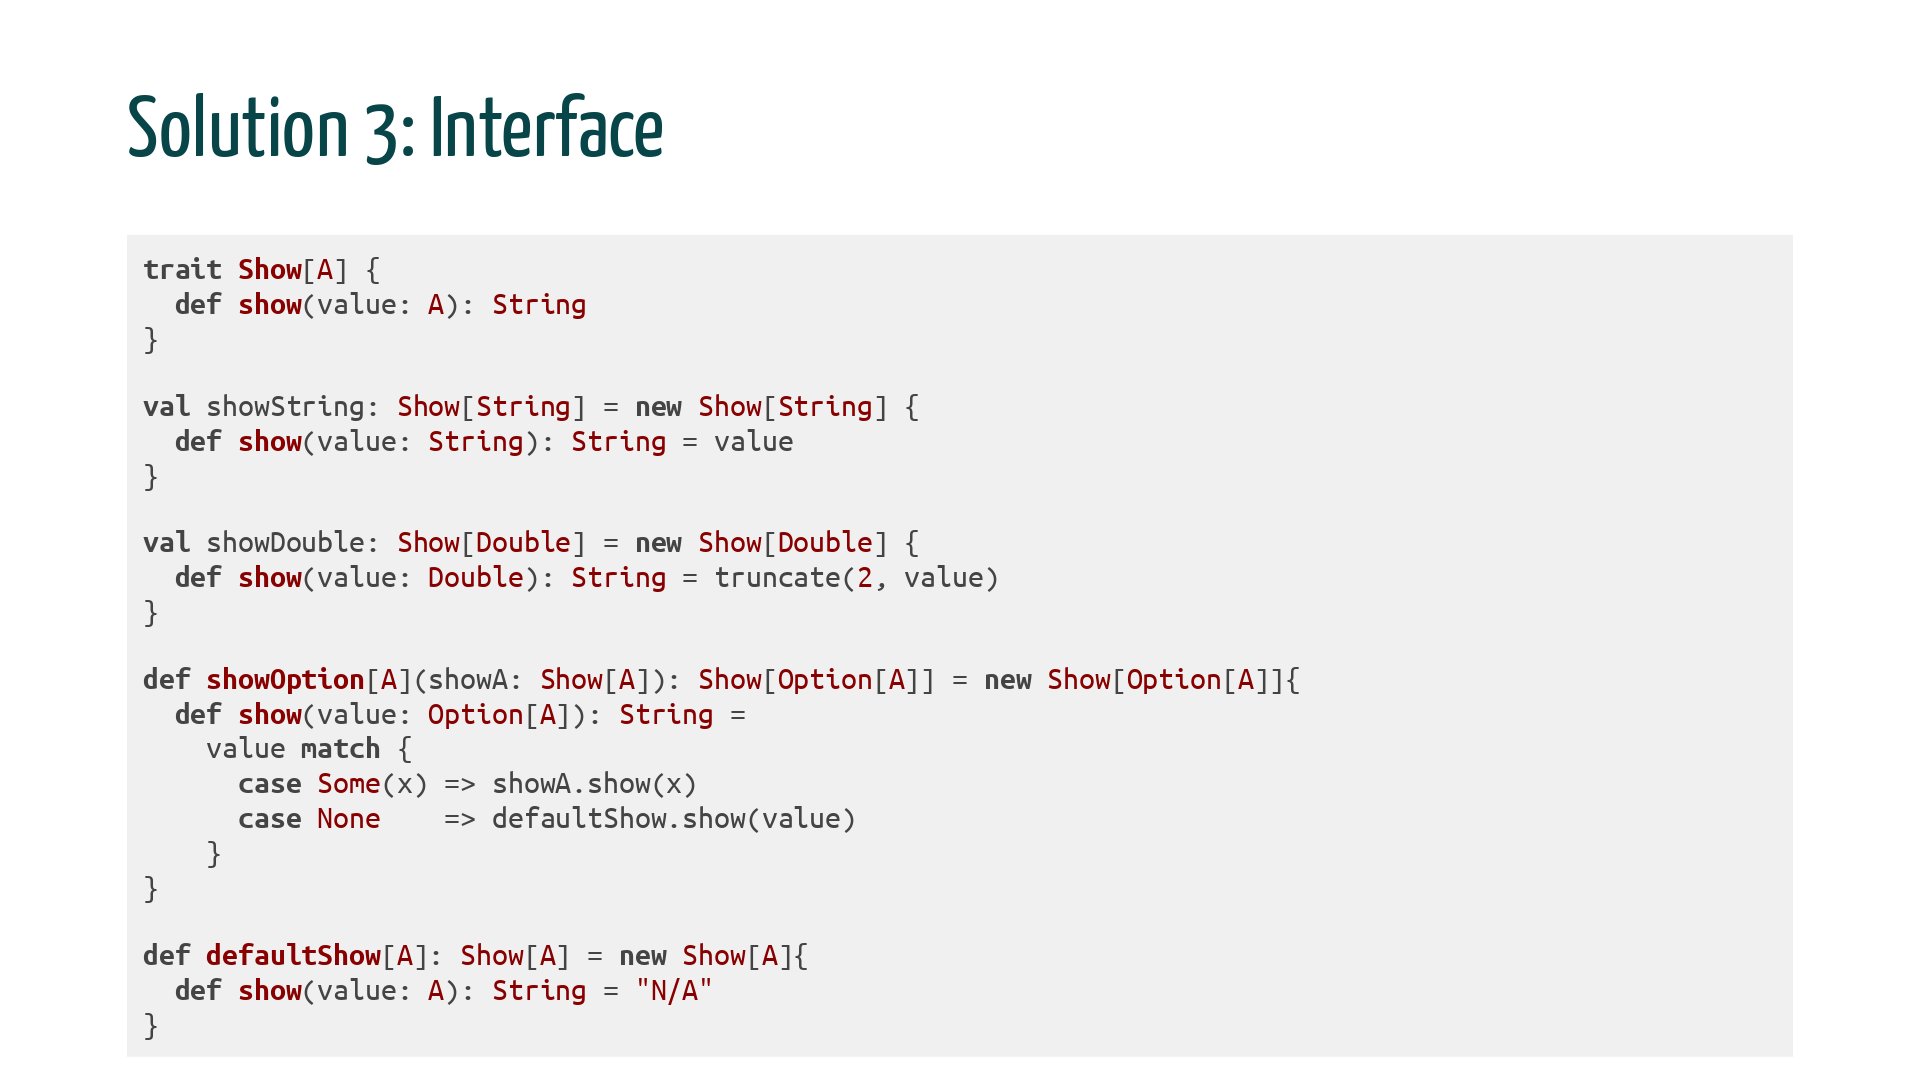 Solution 3: Interface
trait Show[A] {
  def show(value: A): String
}
val showString: Show[String] = new Show[String] {
  def show(value: String): String = value
}
val showDouble: Show[Double] = new Show[Double] {
  def show(value: Double): String = truncate(2, value)
}
def showOption[A](showA: Show[A]): Show[Option[A]] = new Show[Option[A]]{
  def show(value: Option[A]): String =
    value match {
      case Some(x) => showA.show(x)
      case None    => defaultShow.show(value)
    }
}
def defaultShow[A]: Show[A] = new Show[A]{
  def show(value: A): String = "N/A"
}